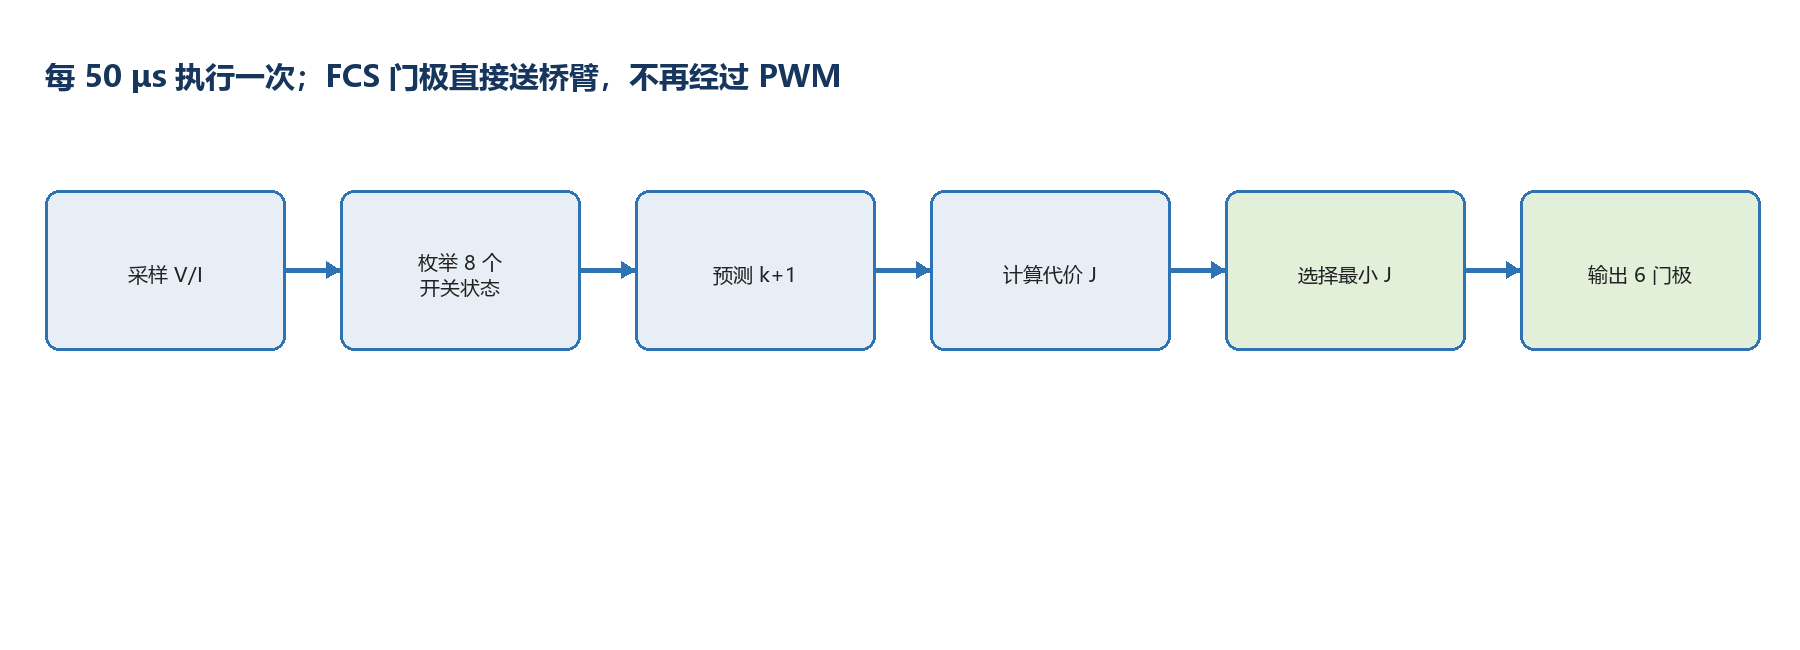 每 50 μs 执行一次；FCS 门极直接送桥臂，不再经过 PWM
采样 V/I
枚举 8 个
开关状态
预测 k+1
计算代价 J
选择最小 J
输出 6 门极